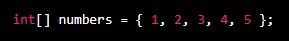 int[] numbers = { 1, 2, 3, 4, 5 };